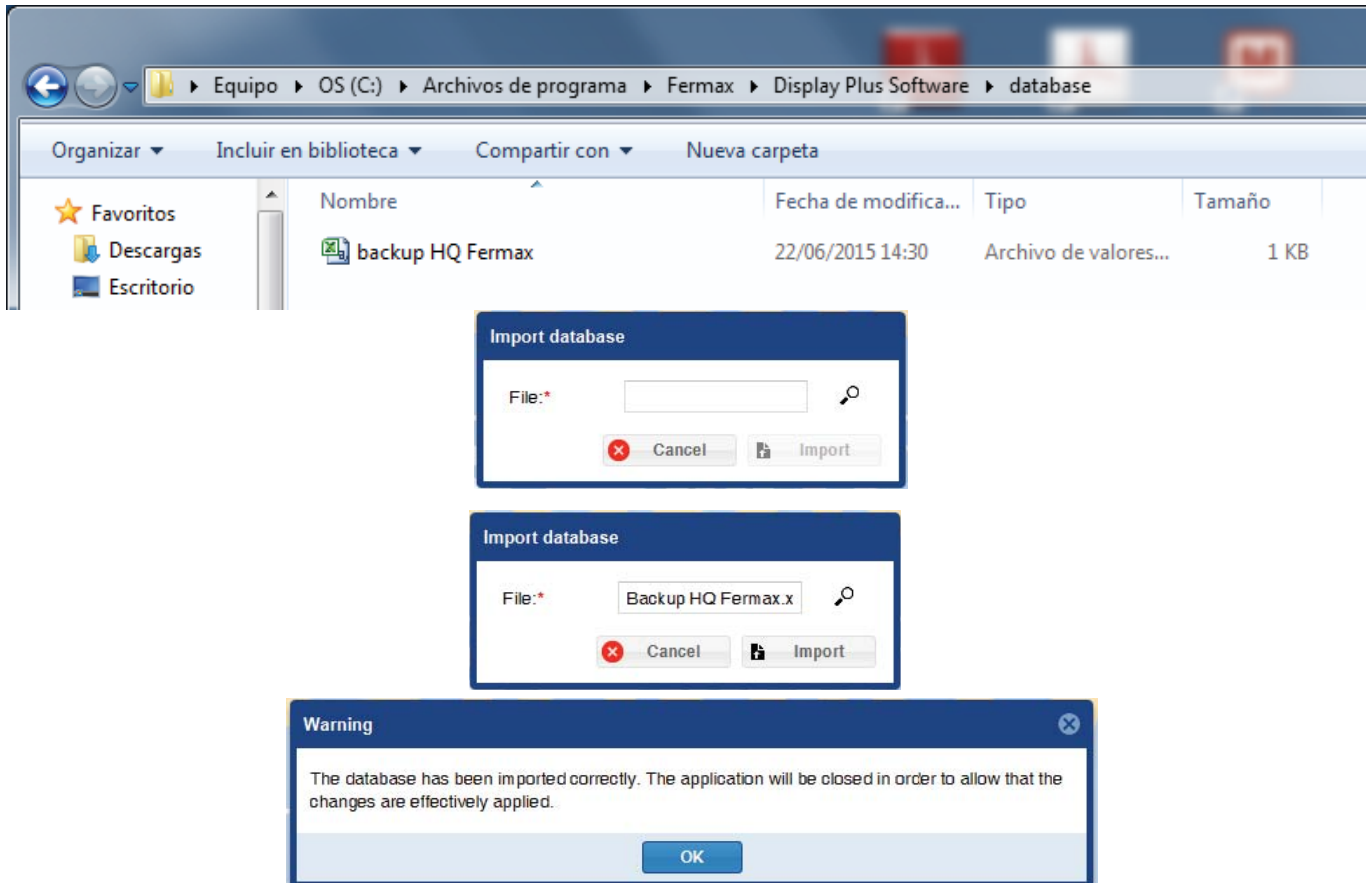 Equipo ▸ OS (C:) ▸ Archivos de programa ▸ Fermax ▸ Display Plus Software ▸ database
Organizar Incluir en biblioteca Compartir con Nueva carpeta
Favoritos
Descargas
Escritorio
Nombre Fecha de modifica... Tipo Tamaño
backup HQ Fermax 22/06/2015 14:30 Archivo de valores... 1 KB
Import database
File:*
Cancel Import
Import database
File:* Backup HQ Fermax.x
Cancel Import
Warning
The database has been imported correctly. The application will be closed in order to allow that the
changes are effectively applied.
OK